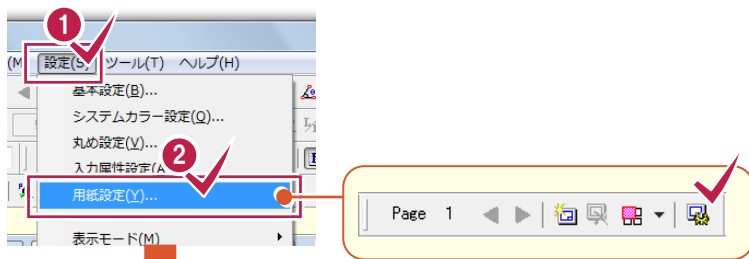 1
(M 設定(S) ツール(T) ヘルプ(H)
基本設定(B)...
システムカラー設定(Q)...
丸め設定(V)...
2
入力属性設定(A
用紙設定(Y)...
Page 1
表示モード(M)